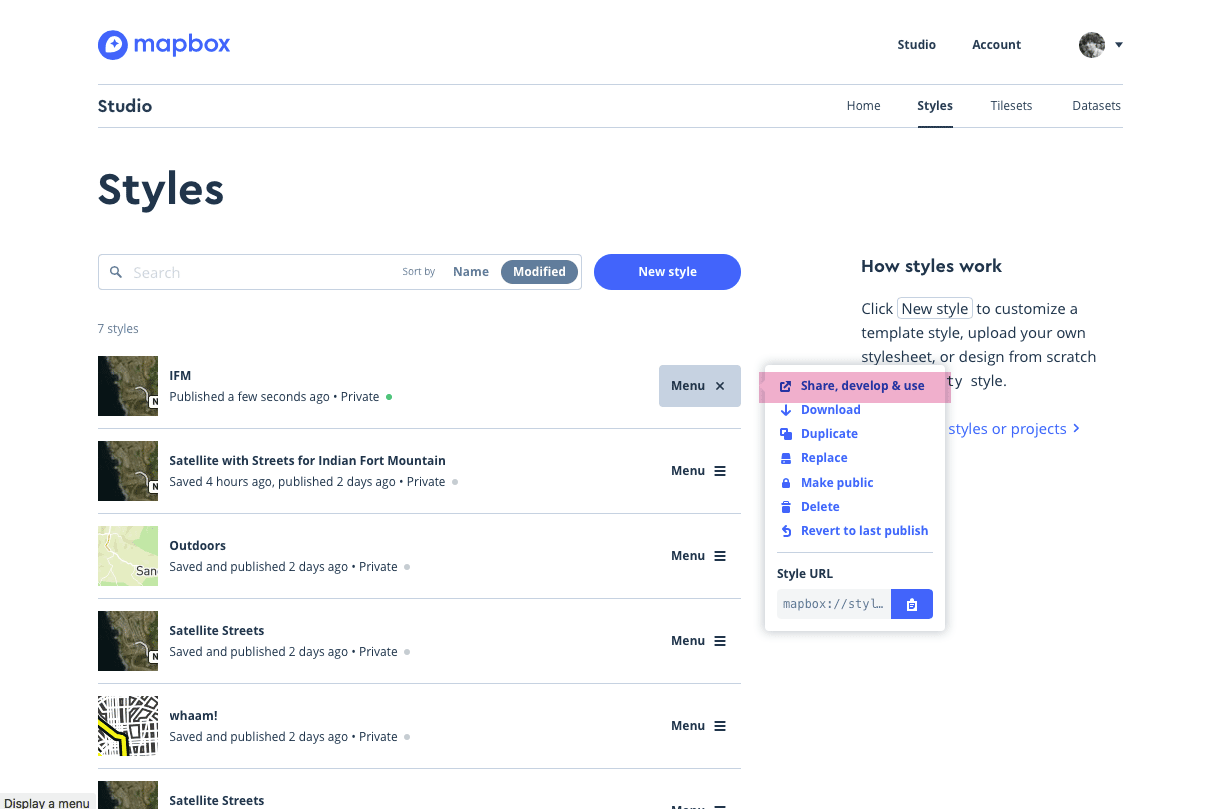 mapbox
Studio Account
Studio
Home Styles Tilesets Datasets
Styles
Search Sort by Name Modified
New style
7 styles
IFM
Published a few seconds ago • Private
Menu
N
Satellite with Streets for Indian Fort Mountain
Saved 4 hours ago, published 2 days ago • Private
Menu
N
Outdoors
Saved and published 2 days ago • Private
Menu
San
Satellite Streets
Saved and published 2 days ago • Private
Menu
N
whaam!
Saved and published 2 days ago • Private
Menu
Satellite Streets
Menu
Share, develop & use
Download
Duplicate
Replace
Make public
Delete
Revert to last publish
Style URL
mapbox://styl…
How styles work
Click New style to customize a
template style, upload your own
stylesheet, or design from scratch
ty style.
styles or projects
Display a menu